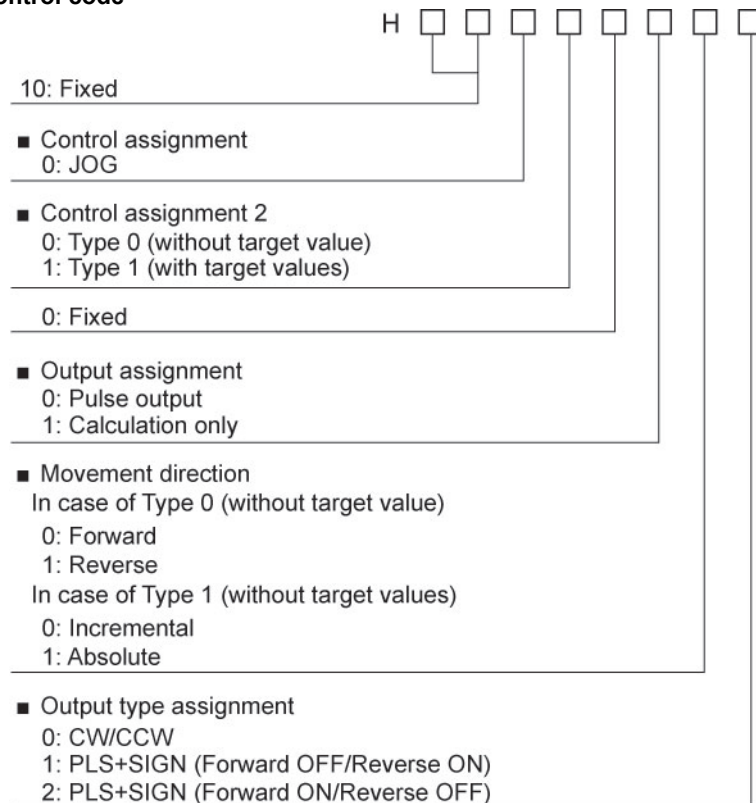 control code
H □ □ □ □ □ □ □ □
10: Fixed
■ Control assignment
0: JOG
■ Control assignment 2
0: Type 0 (without target value)
1: Type 1 (with target values)
0: Fixed
■ Output assignment
0: Pulse output
1: Calculation only
■ Movement direction
In case of Type 0 (without target value)
0: Forward
1: Reverse
In case of Type 1 (without target values)
0: Incremental
1: Absolute
■ Output type assignment
0: CW/CCW
1: PLS+SIGN (Forward OFF/Reverse ON)
2: PLS+SIGN (Forward ON/Reverse OFF)